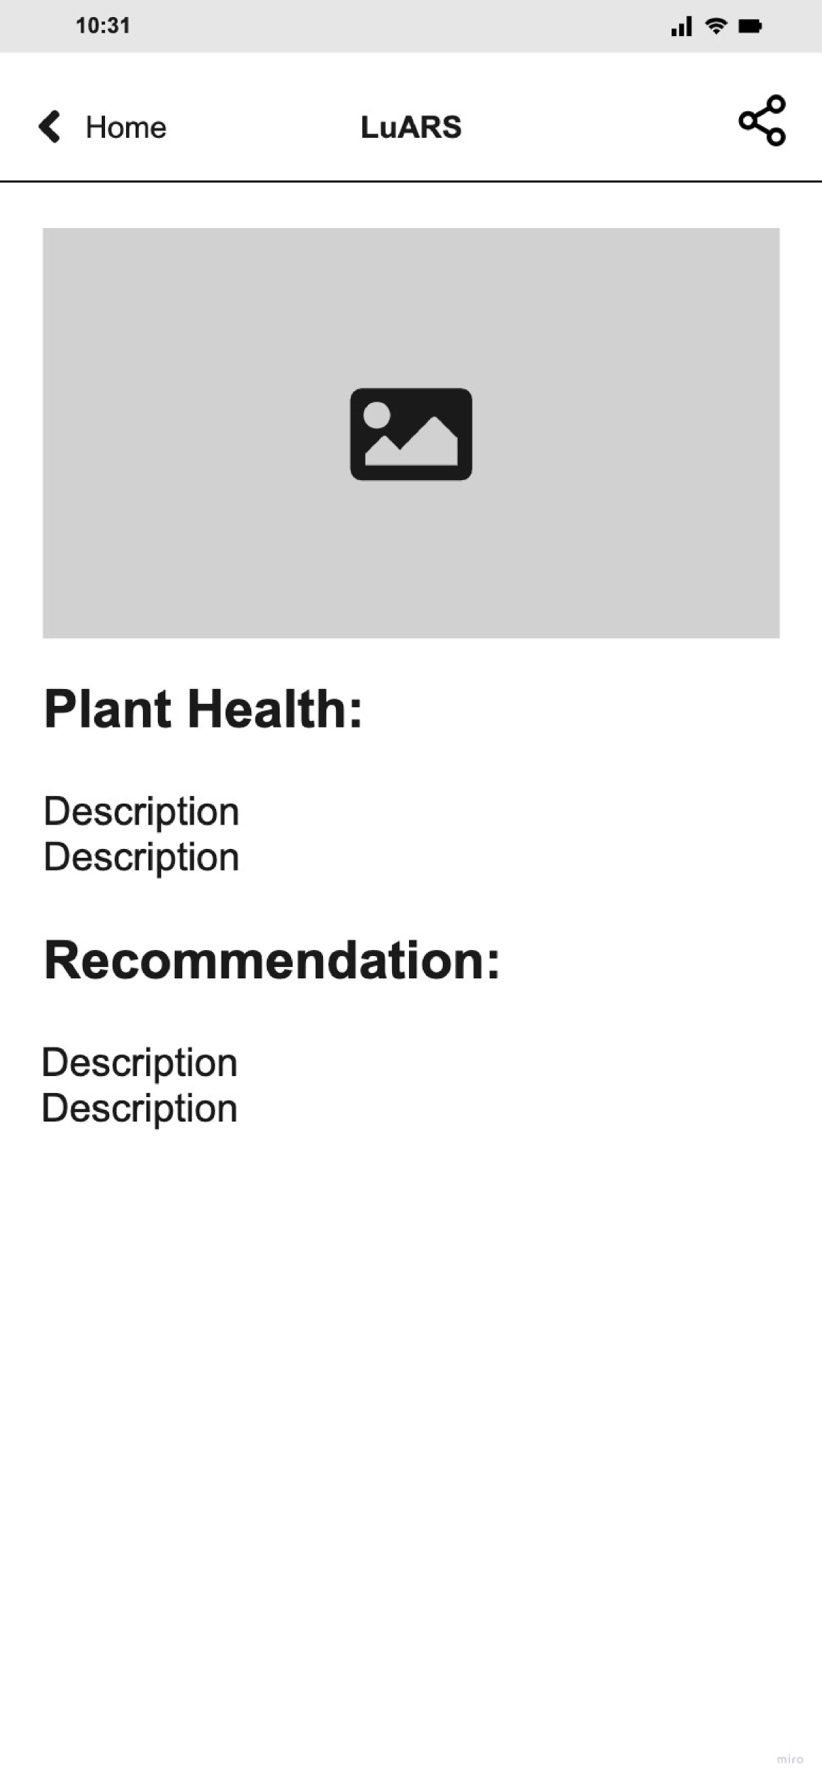 10:31
Home
LuARS
Plant Health:
Description
Description
Recommendation:
Description
Description
miro